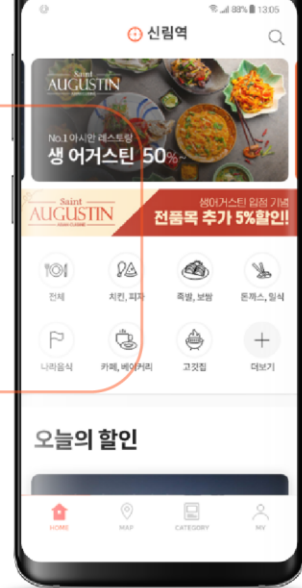 88% 13:05
신림역
Saint
AUGUSTIN
No.1 아시안 레스토랑
생 어거스틴 50%~
Saint
AUGUSTIN
ASIAN CUISINE
생어거스틴 입점 기념
전품목 추가 5%할인!
전체
치킨, 피자
족발, 보쌈
돈까스, 일식
나라음식
카페, 베이커리
고깃집
더보기
오늘의 할인
HOME
MAP
CATEGORY
MY